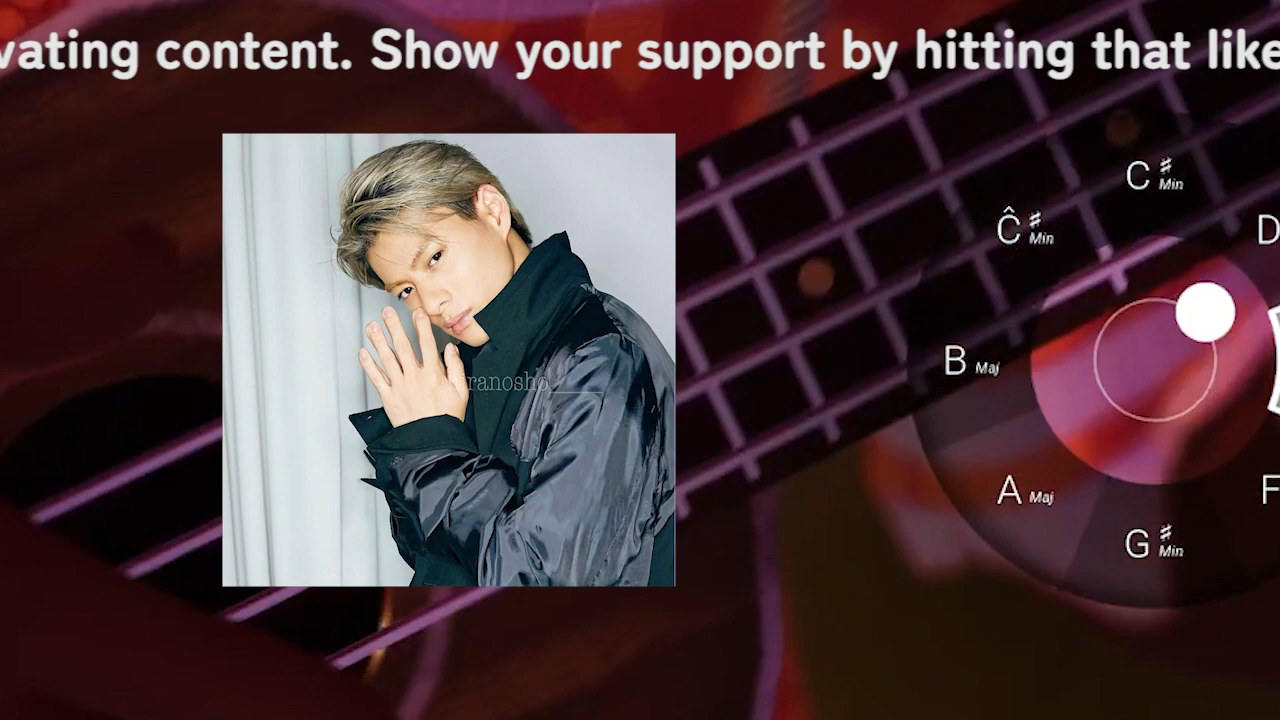 vating content. Show your support by hitting that like
C♯ Min
Ĉ♯ Min
D
B Maj
ranosho
A Maj
F
G♯ Min